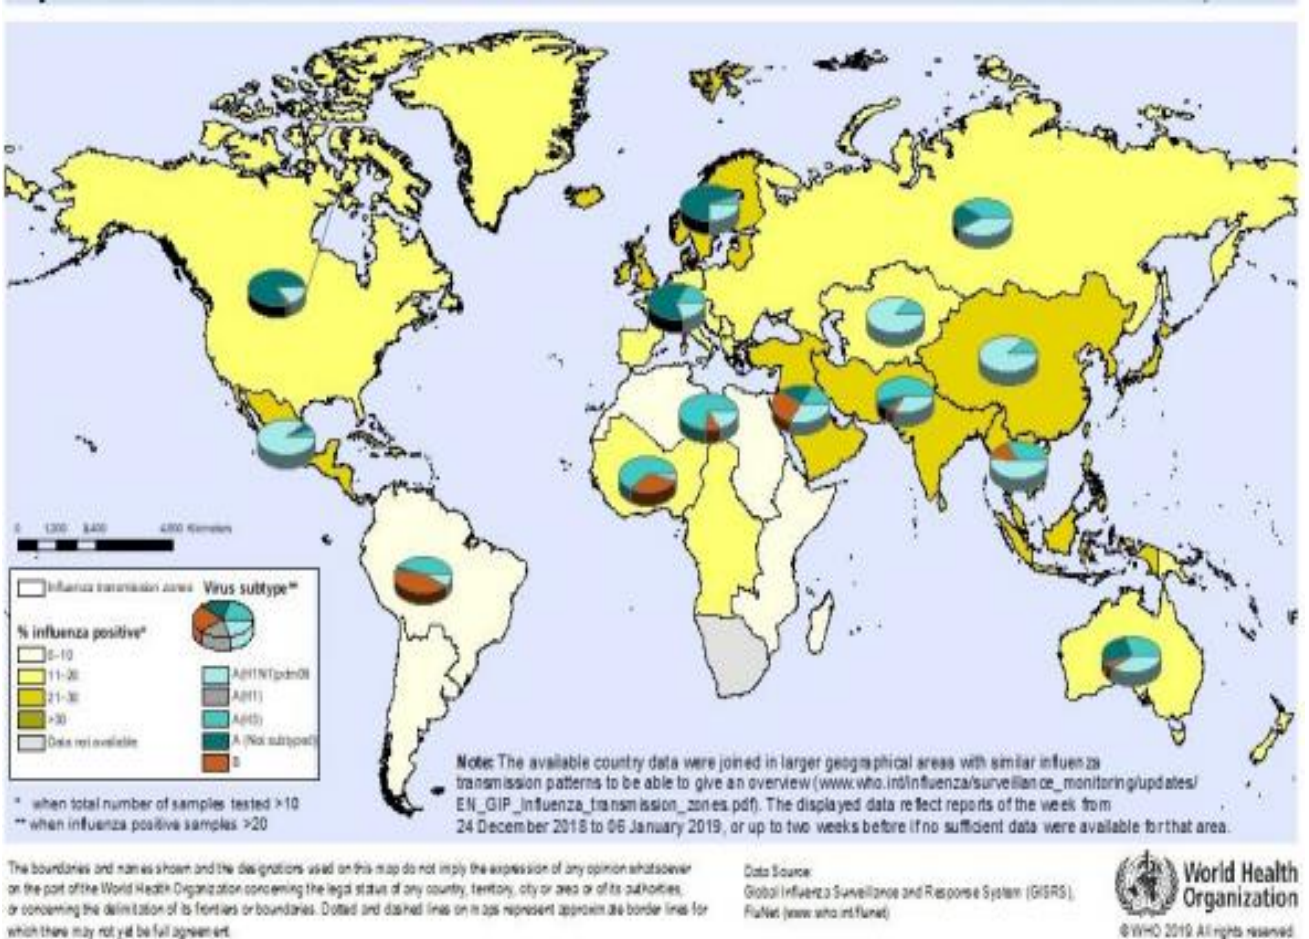 0
4,200 Kilometers
Influenza transmission zones
Virus subtype**
% influenza positive*
0-10
11-20
21-30
>30
Data not available
A(H1N1)pdm09
A(H1)
A(H3)
A (Not subtyped)
B
* when total number of samples tested >10
** when influenza positive samples >20
Note: The available country data were joined in larger geographical areas with similar influenza
transmission patterns to be able to give an overview (www.who.int/influenza/surveillance_monitoring/updates/
EN_GIP_Influenza_transmission_zones.pdf). The displayed data reflect reports of the week from
24 December 2018 to 06 January 2019, or up to two weeks before if no sufficient data were available for that area.
The boundaries and names shown and the designations used on this map do not imply the expression of any opinion whatsoever
on the part of the World Health Organization concerning the legal status of any country, territory, city or area or of its authorities,
or concerning the delimitation of its frontiers or boundaries. Dotted and dashed lines on maps represent approximate border lines for
which there may not yet be full agreement.
Data Source:
Global Influenza Surveillance and Response System (GISRS),
FluNet (www.who.int/flunet)
World Health
Organization
© WHO 2019. All rights reserved.